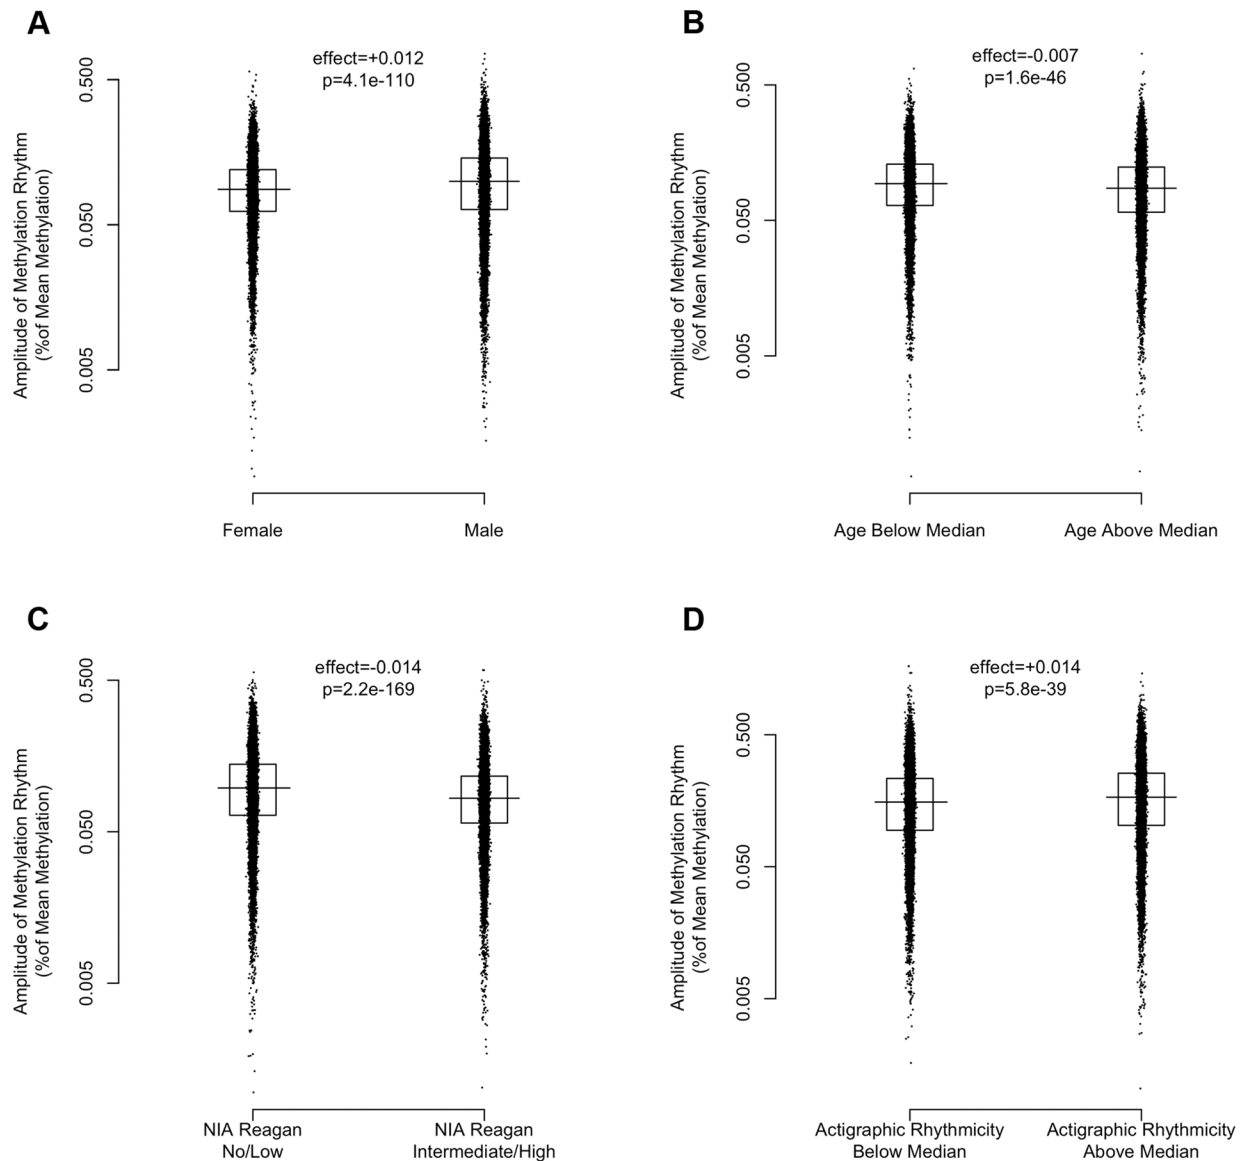 A
effect=+0.012
p=4.1e-110
Amplitude of Methylation Rhythm
(%of Mean Methylation)
0.500
0.050
0.005
Female
Male
B
effect=-0.007
p=1.6e-46
Amplitude of Methylation Rhythm
(%of Mean Methylation)
0.500
0.050
0.005
Age Below Median
Age Above Median
C
effect=-0.014
p=2.2e-169
Amplitude of Methylation Rhythm
(%of Mean Methylation)
0.500
0.050
0.005
NIA Reagan
No/Low
NIA Reagan
Intermediate/High
D
effect=+0.014
p=5.8e-39
Amplitude of Methylation Rhythm
(%of Mean Methylation)
0.500
0.050
0.005
Actigraphic Rhythmicity
Below Median
Actigraphic Rhythmicity
Above Median